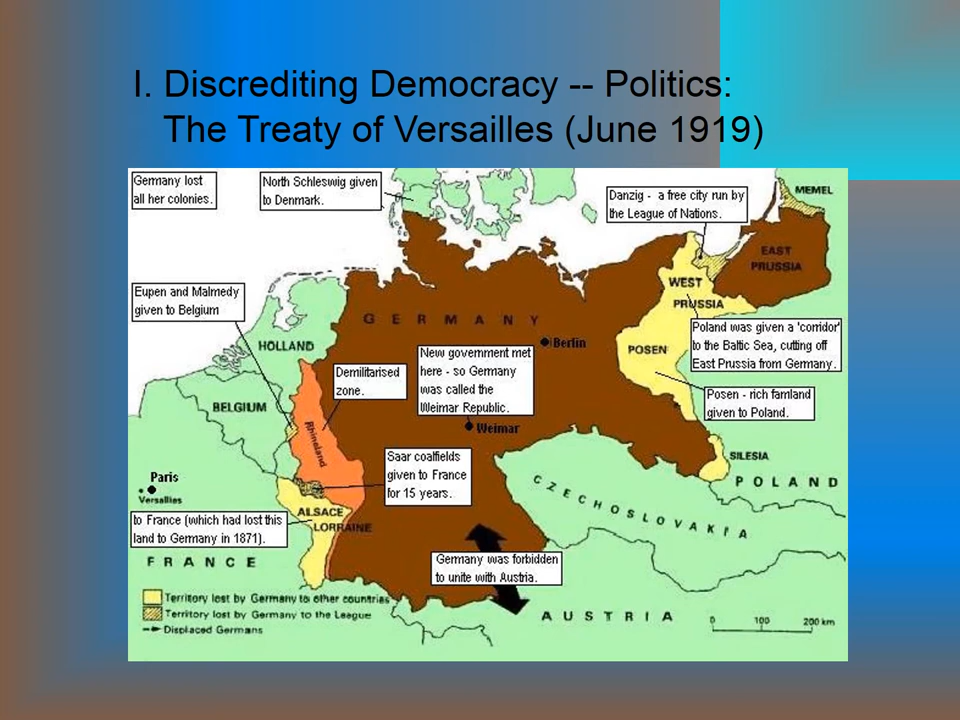 I. Discrediting Democracy -- Politics:
The Treaty of Versailles (June 1919)
Germany lost
all her colonies.
North Schleswig given
to Denmark.
Danzig - a free city run by
the League of Nations.
MEMEL
EAST
PRUSSIA
WEST
PRUSSIA
Eupen and Malmedy
given to Belgium
GERMANY
Berlin
POSEN
Poland was given a 'corridor'
to the Baltic Sea, cutting off
East Prussia from Germany.
HOLLAND
Demilitarised
zone.
New government met
here - so Germany
was called the
Weimar Republic.
Posen - rich famland
given to Poland.
BELGIUM
Rhineland
Weimar
SILESIA
POLAND
Saar coalfields
given to France
for 15 years.
Paris
Versailles
CZECHOSLOVAKIA
ALSACE
LORRAINE
to France (which had lost this
land to Germany in 1871).
FRANCE
Germany was forbidden
to unite with Austria.
AUSTRIA
Territory lost by Germany to other countries
Territory lost by Germany to the League
Displaced Germans
0 100 200 km